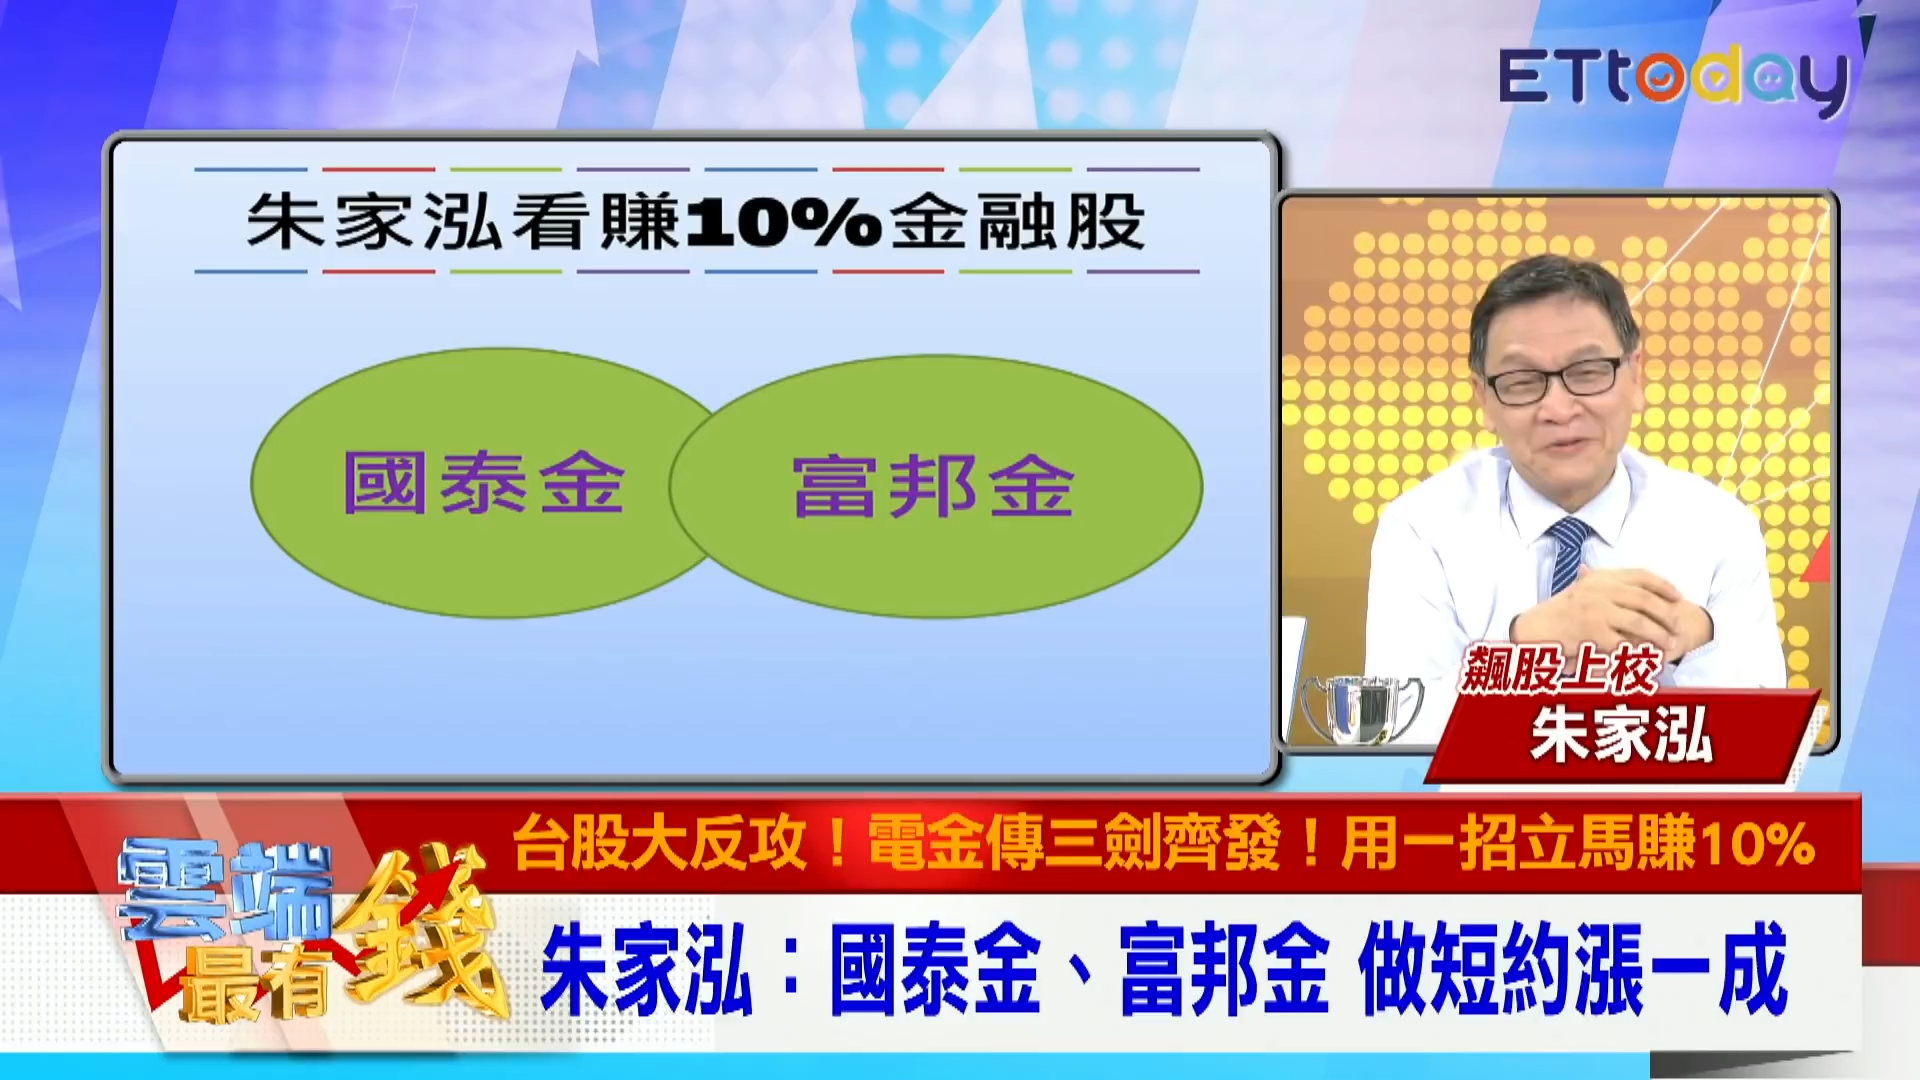 ETtoday
朱家泓看賺10%金融股
國泰金
富邦金
飆股上校
朱家泓
雲端最有錢
台股大反攻！電金傳三劍齊發！用一招立馬賺10%
朱家泓：國泰金、富邦金 做短約漲一成